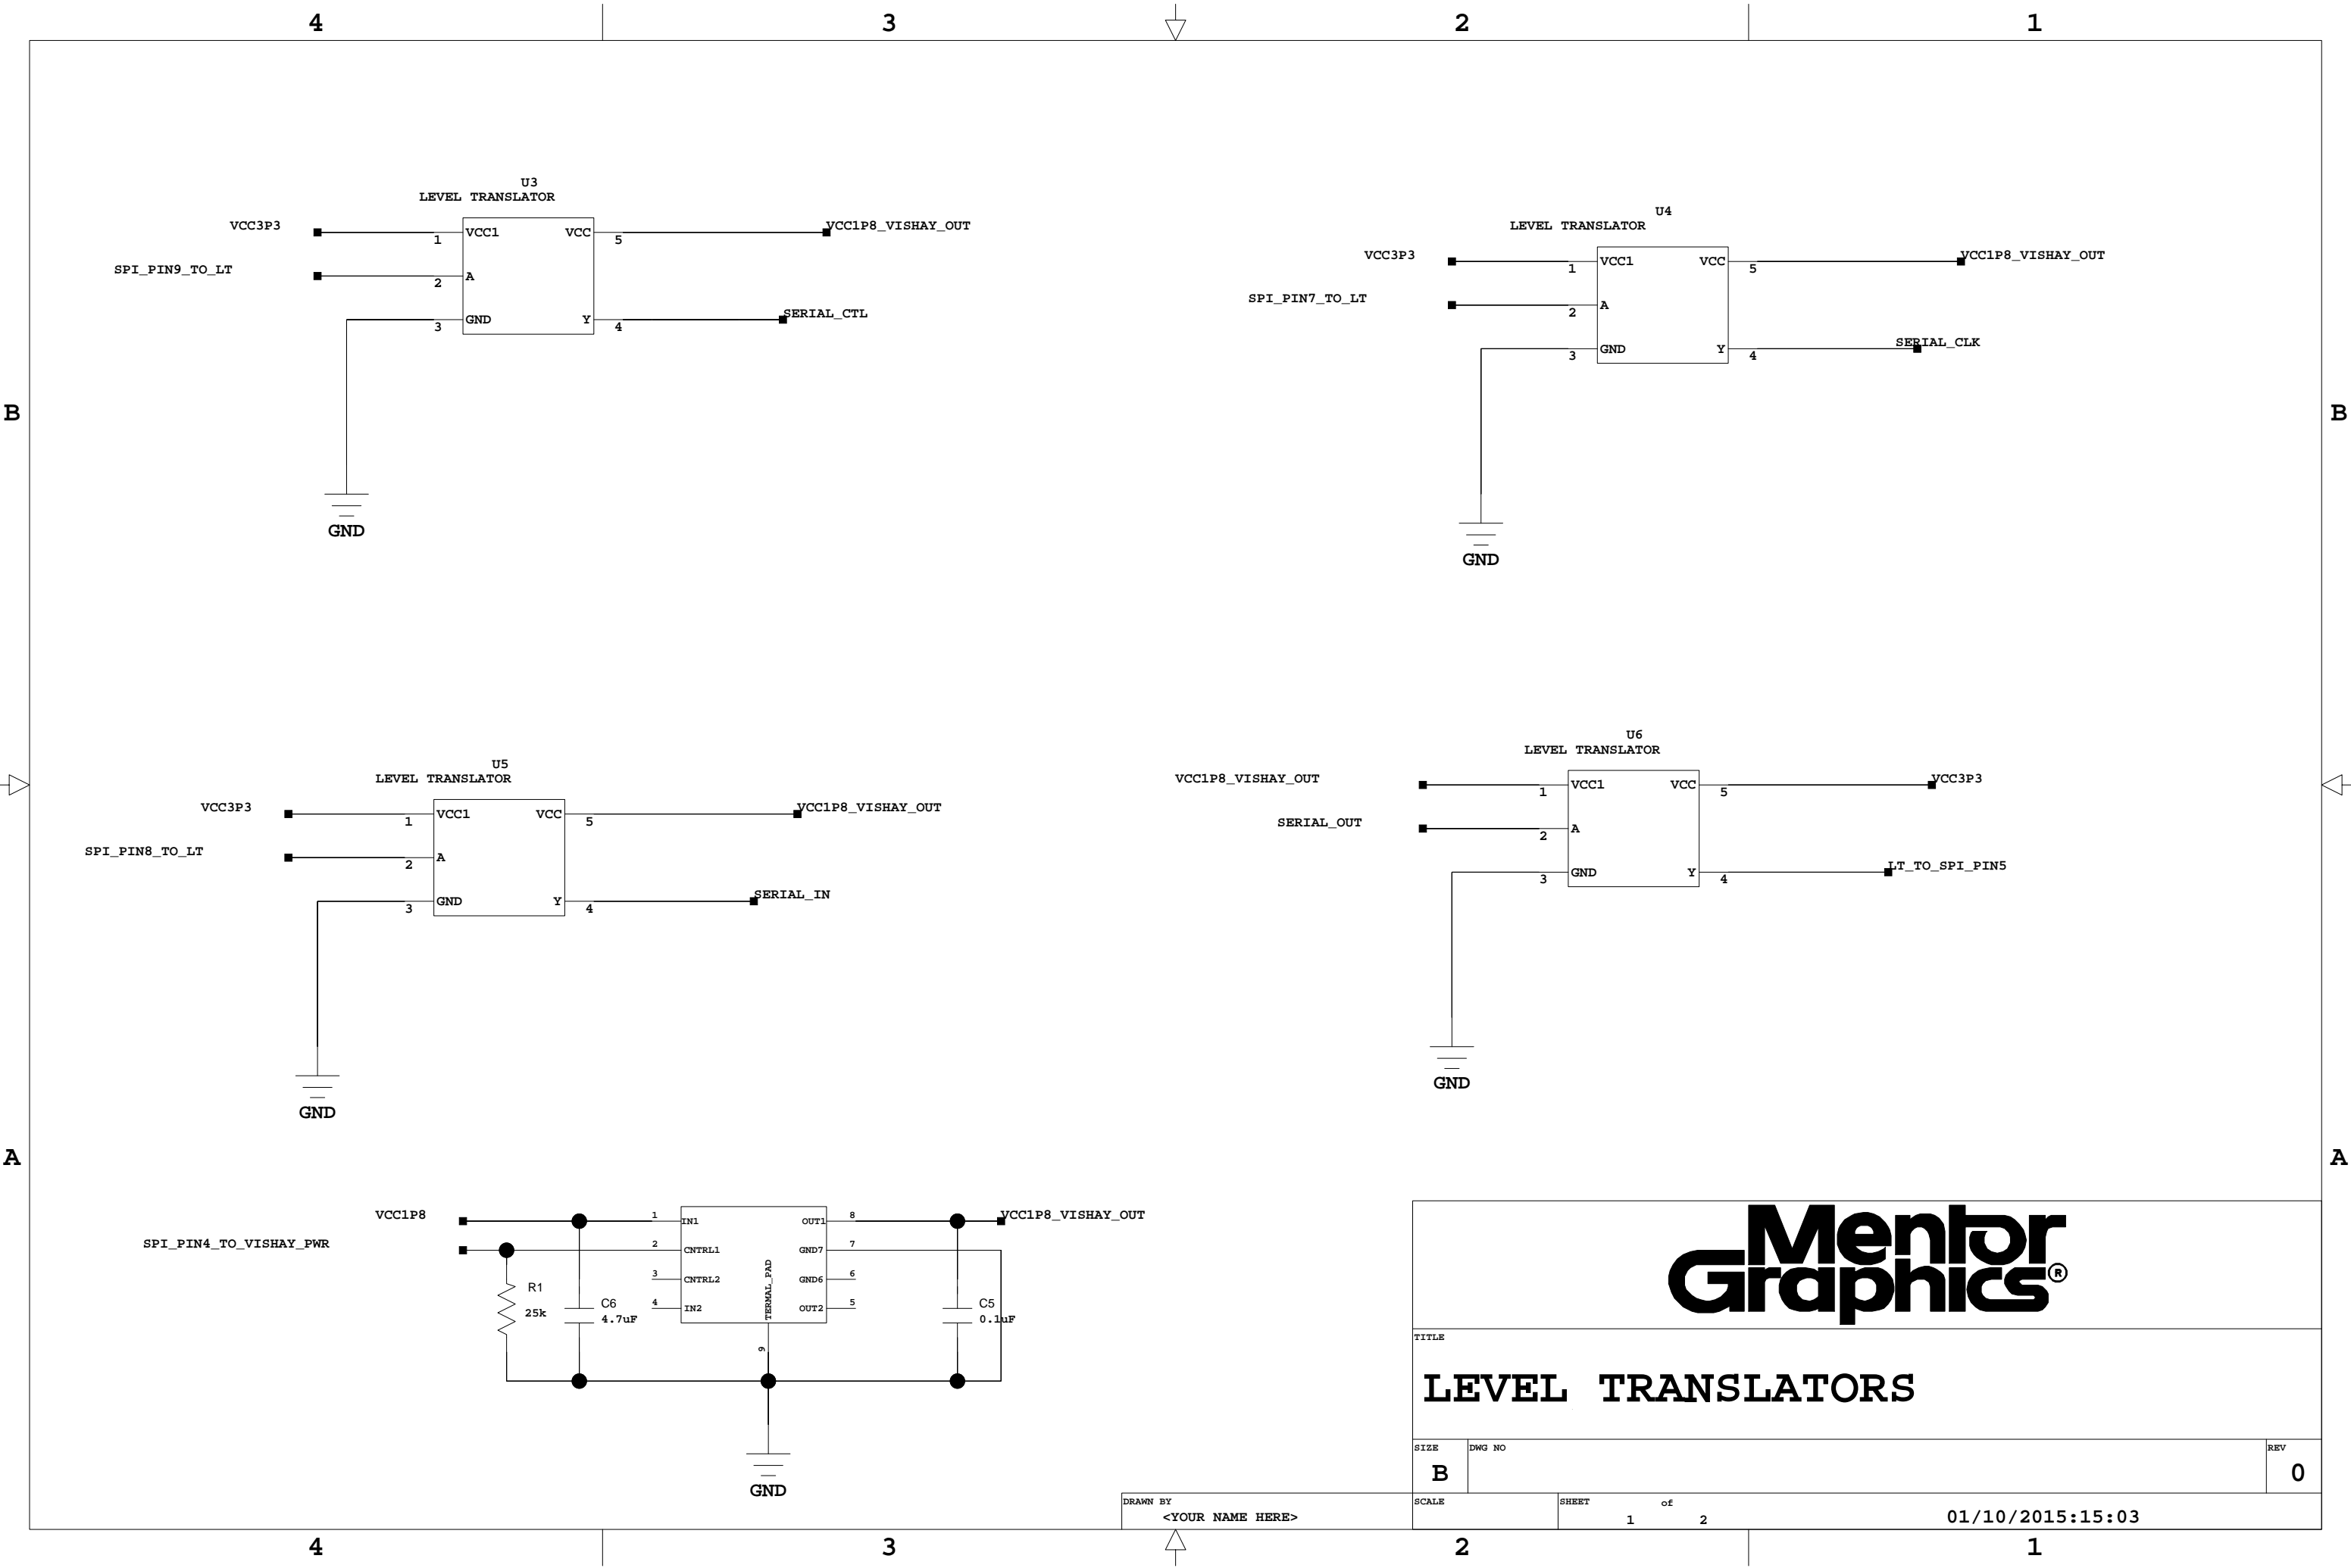 4 3 2 1
U3
LEVEL TRANSLATOR
VCC3P3
VCC1 VCC
1 5
VCC1P8_VISHAY_OUT
SPI_PIN9_TO_LT
A
2
GND Y
3 4
SERIAL_CTL
GND
U4
LEVEL TRANSLATOR
VCC3P3
VCC1 VCC
1 5
VCC1P8_VISHAY_OUT
SPI_PIN7_TO_LT
A
2
GND Y
3 4
SERIAL_CLK
GND
B B
U5
LEVEL TRANSLATOR
VCC3P3
VCC1 VCC
1 5
VCC1P8_VISHAY_OUT
SPI_PIN8_TO_LT
A
2
GND Y
3 4
SERIAL_IN
GND
U6
LEVEL TRANSLATOR
VCC1P8_VISHAY_OUT
VCC1 VCC
1 5
VCC3P3
SERIAL_OUT
A
2
GND Y
3 4
LT_TO_SPI_PIN5
GND
A A
VCC1P8
1 IN1 OUT1 8
VCC1P8_VISHAY_OUT
SPI_PIN4_TO_VISHAY_PWR
2 CNTRL1 GND7 7
3 CNTRL2 GND6 6
4 IN2 OUT2 5
TERMAL_PAD
9
R1
25k
C6
4.7uF
C5
0.1uF
GND
Mentor
Graphics®
TITLE
LEVEL TRANSLATORS
SIZE DWG NO REV
B 0
DRAWN BY SCALE SHEET of
<YOUR NAME HERE> 1 2 01/10/2015:15:03
4 3 2 1